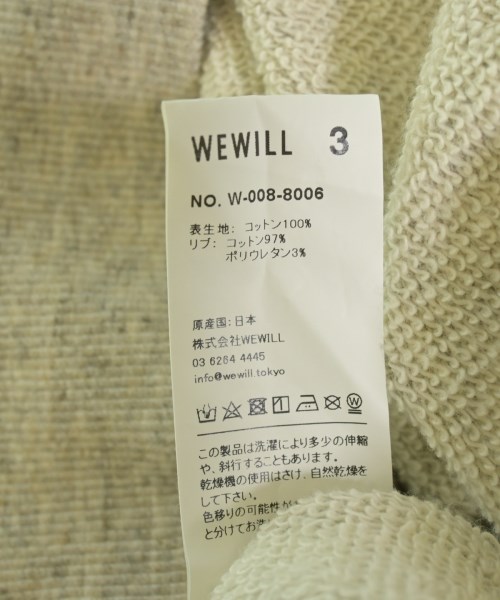 WEWILL 3
NO. W-008-8006
表生地: コットン100%
リブ: コットン97%
ポリウレタン3%
原産国:日本
株式会社WEWILL
03 6264 4445
info@wewill.tokyo
この製品は洗濯により多少の伸縮
や、斜行することもあります。
乾燥機の使用はさけ、自然乾燥を
して下さい。
色移りの可能性が
と分けてお洗